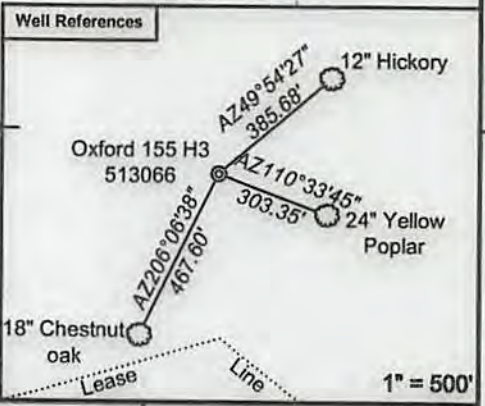 Well References
12" Hickory
AZ49°54'27"
385.68'
Oxford 155 H3
513066
AZ110°33'45"
303.35'
24" Yellow
Poplar
AZ206°06'38"
467.60'
18" Chestnut
oak
Lease
Line
1" = 500'